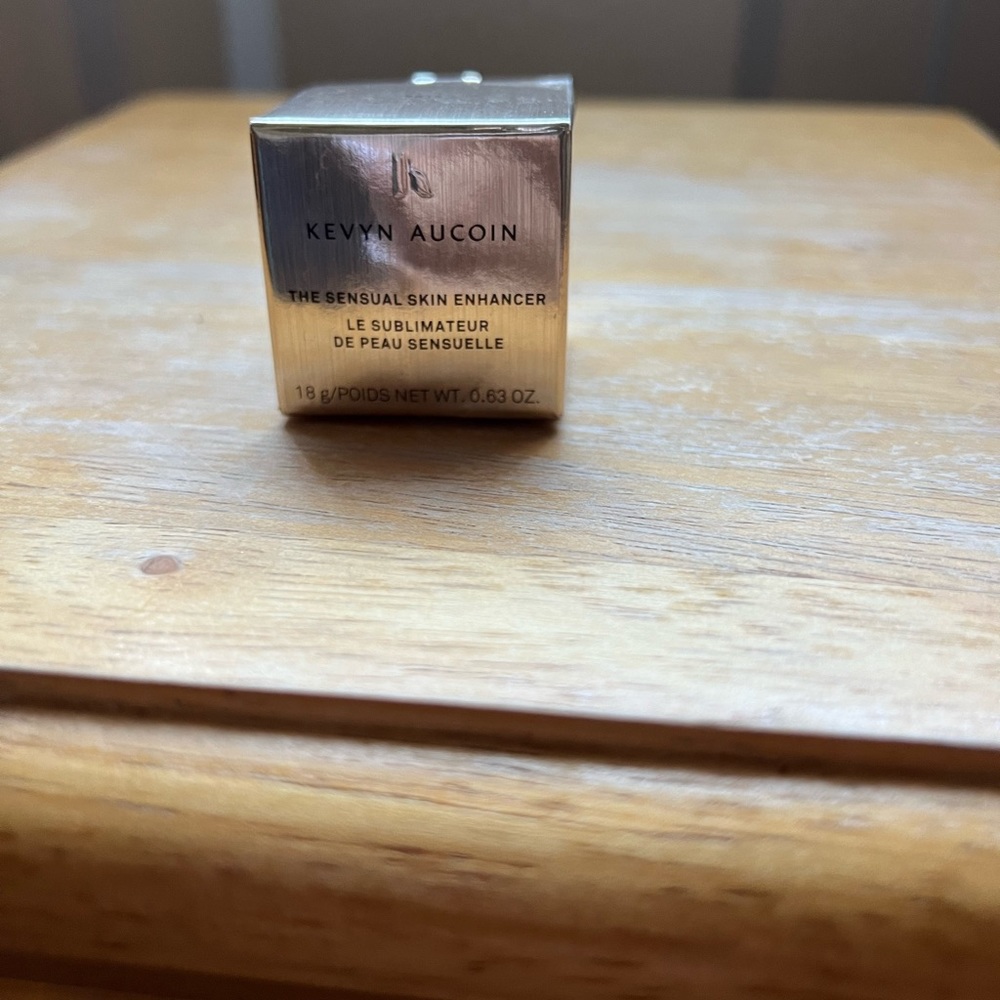 KEVYN AUCOIN
THE SENSUAL SKIN ENHANCER
LE SUBLIMATEUR
DE PEAU SENSUELLE
18 g/POIDS NET WT. 0.63 OZ.